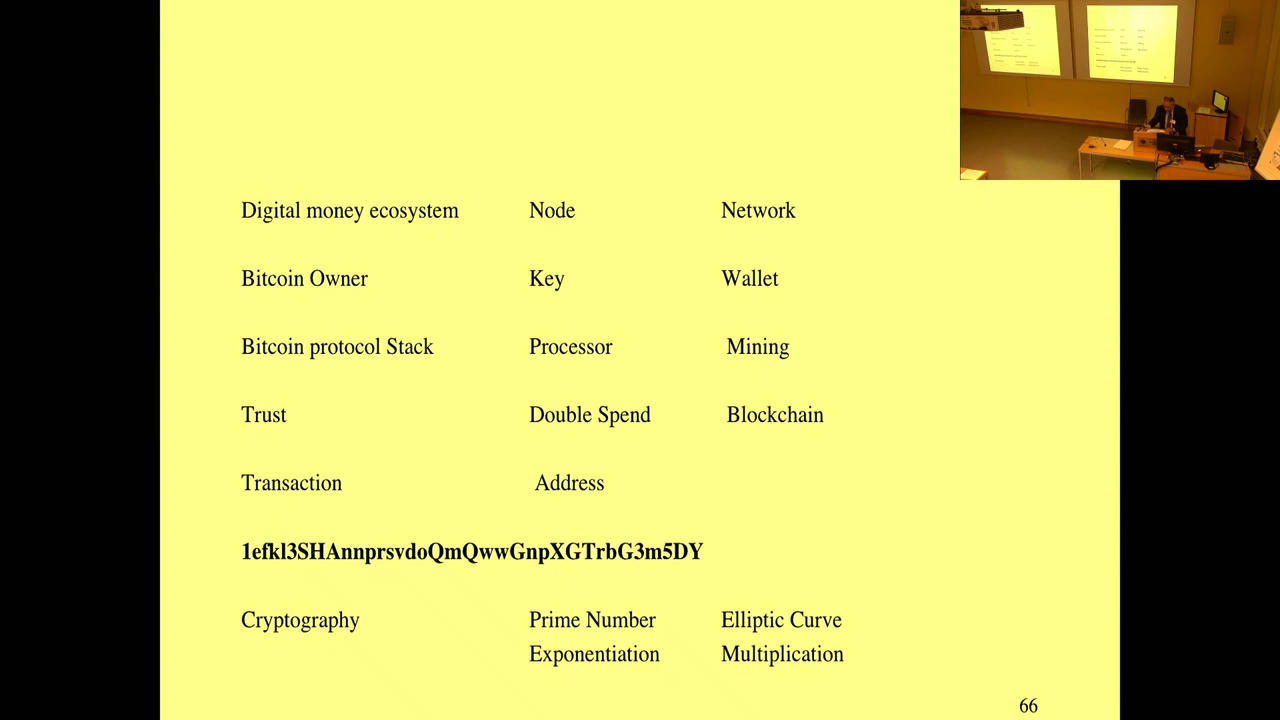 Digital money ecosystem Node Network
Bitcoin Owner Key Wallet
Bitcoin protocol Stack Processor Mining
Trust Double Spend Blockchain
Transaction Address
1efkl3SHAnnprsvdoQmQwwGnpXGTrbG3m5DY
Cryptography Prime Number Elliptic Curve
Exponentiation Multiplication
66